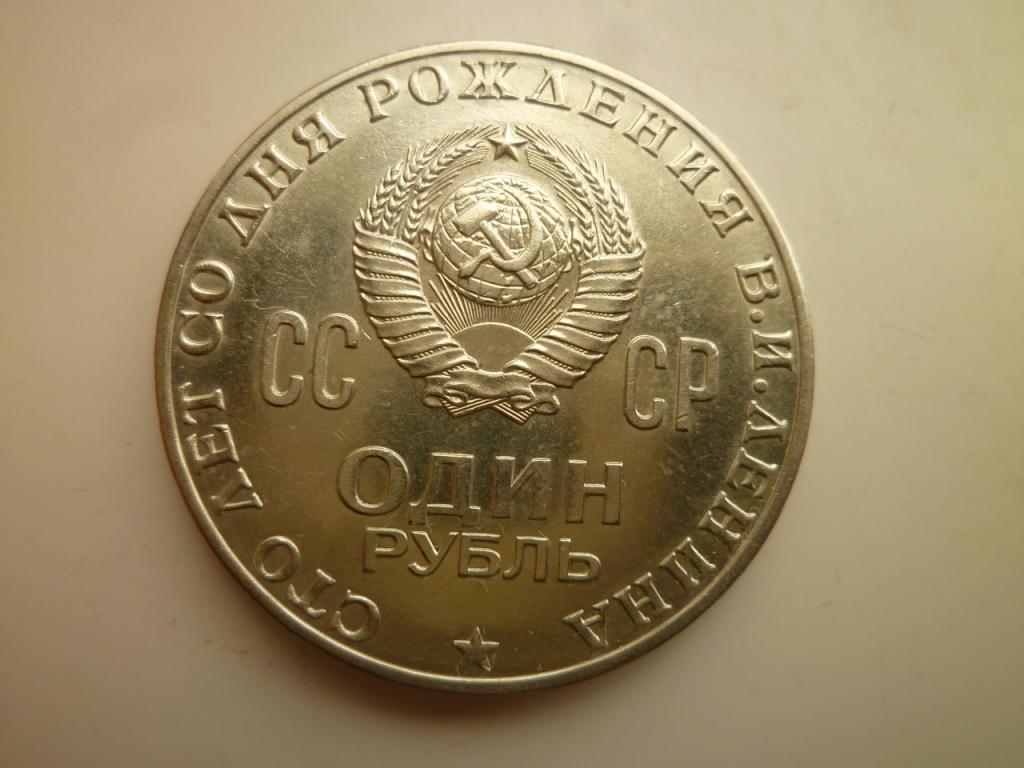 СТО ЛЕТ СО ДНЯ РОЖДЕНИЯ В.И.ЛЕНИНА
СС СР
ОДИН
РУБЛЬ